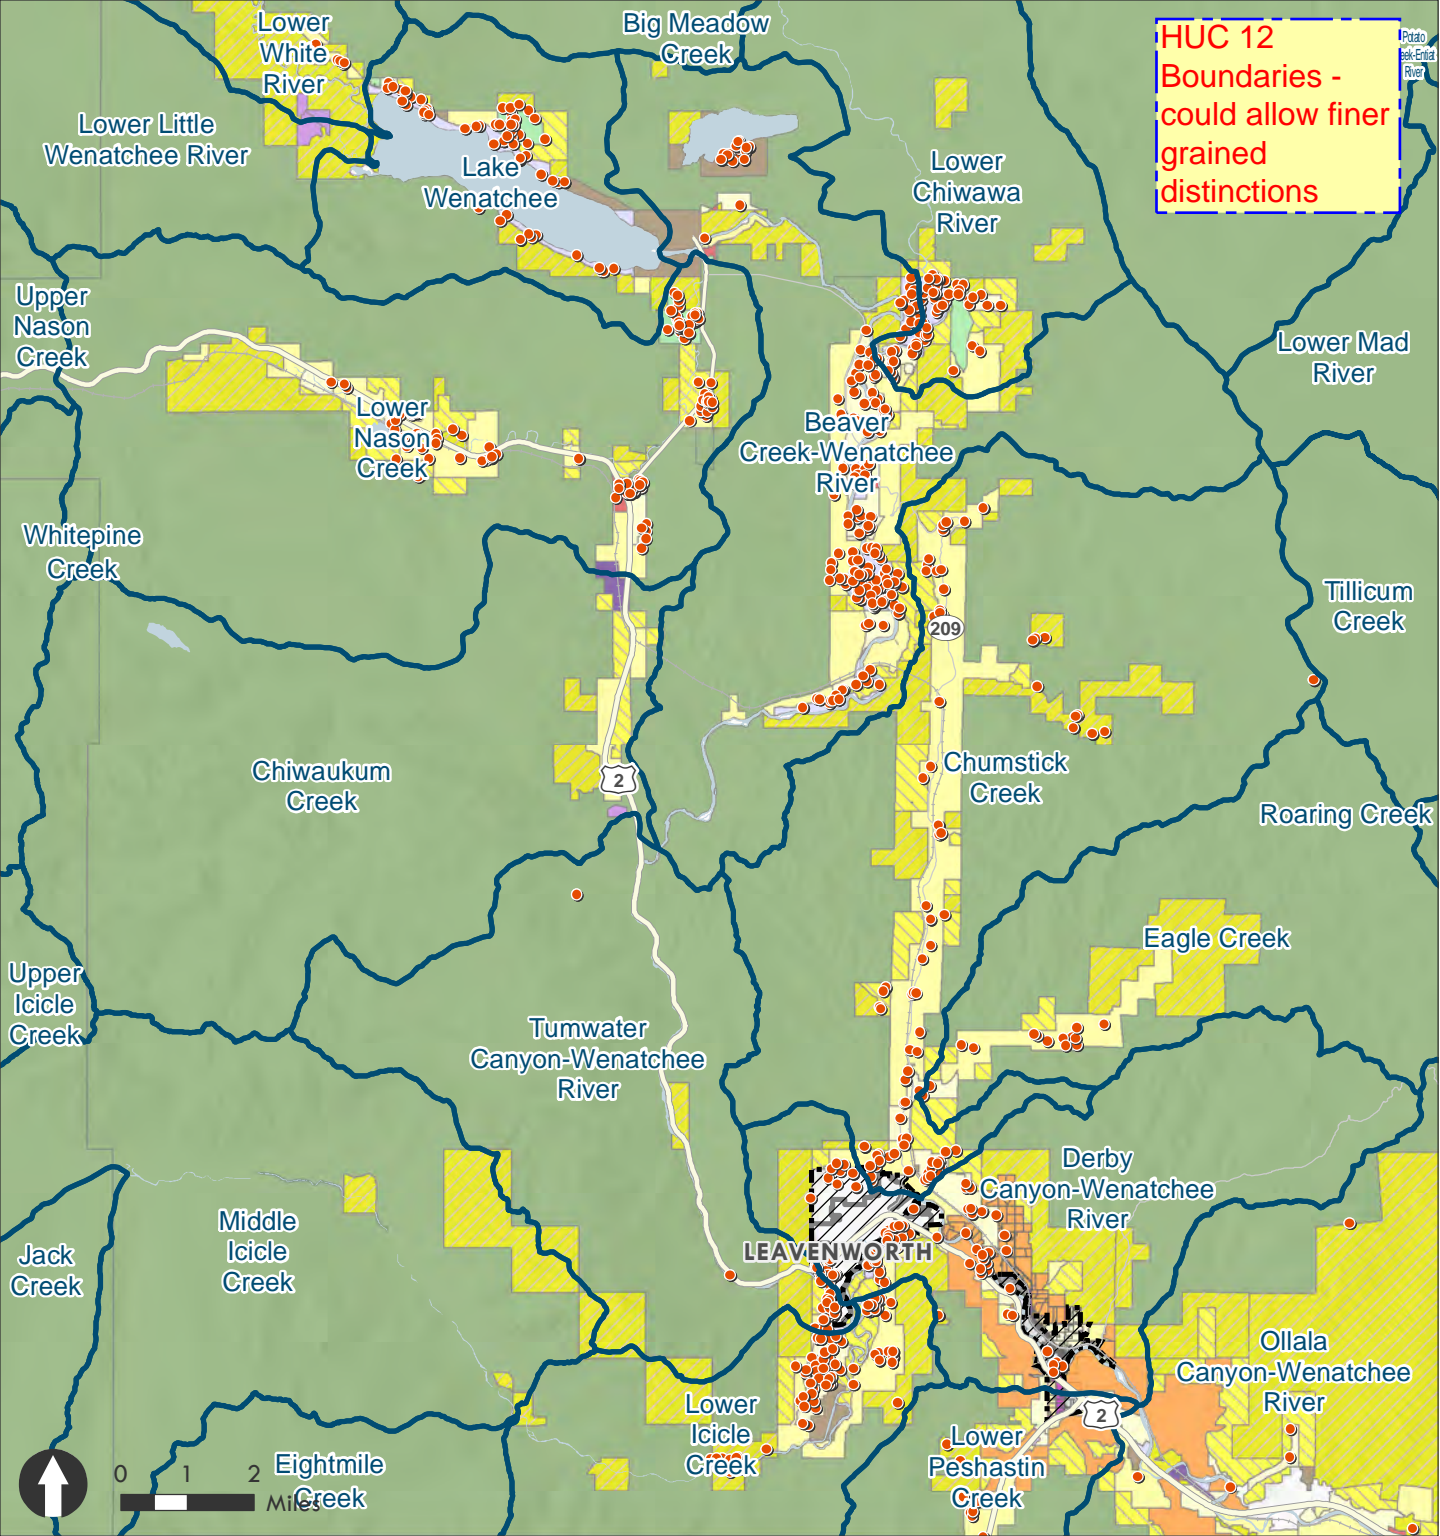 Lower
White
River
Big Meadow
Creek
HUC 12
Boundaries -
could allow finer
grained
distinctions
Potato
River
Lower Little
Wenatchee River
Lake
Wenatchee
Lower
Chiwawa
River
Upper
Nason
Creek
Lower Mad
River
Lower
Nason
Creek
Beaver
Creek-Wenatchee
River
Whitepine
Creek
Tillicum
Creek
209
Chiwaukum
Creek
2
Chumstick
Creek
Roaring Creek
Eagle Creek
Upper
Icicle
Creek
Tumwater
Canyon-Wenatchee
River
Derby
Canyon-Wenatchee
River
Middle
Icicle
Creek
Jack
Creek
LEAVENWORTH
Ollala
Canyon-Wenatchee
River
Lower
Icicle
Creek
2
Lower
Peshastin
Creek
Eightmile
Creek
0 1 2
Miles